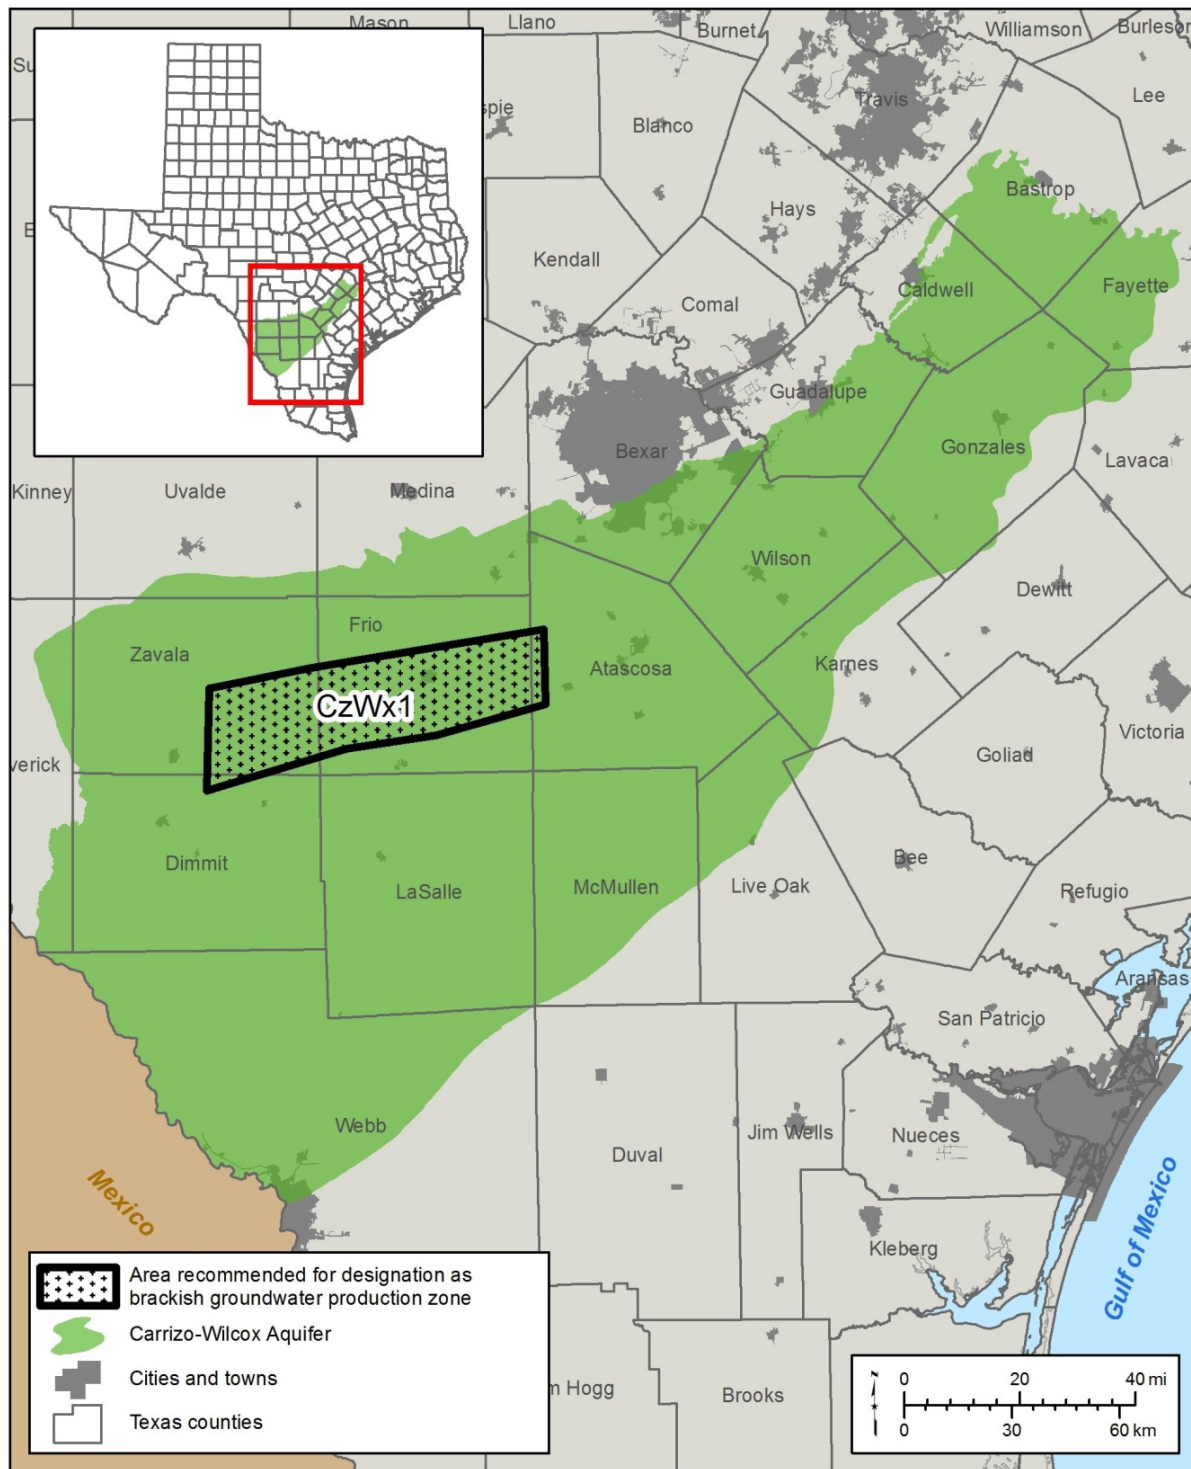 Mason
Llano
Burnet
Williamson
Burleson
Su
Travis
Lee
spie
Blanco
Bastrop
Hays
E
Kendall
Caldwell
Fayette
Comal
Guadalupe
Bexar
Gonzales
Lavaca
Kinney
Uvalde
Medina
Wilson
Dewitt
Frio
Zavala
Atascosa
Karnes
CzWx1
Victoria
Goliad
verick
Dimmit
LaSalle
McMullen
Live Oak
Bee
Refugio
Aransas
San Patricio
Webb
Duval
Jim Wells
Nueces
Mexico
Kleberg
Gulf of Mexico
m Hogg
Brooks
Area recommended for designation as
brackish groundwater production zone
Carrizo-Wilcox Aquifer
Cities and towns
Texas counties
N
0 20 40 mi
0 30 60 km